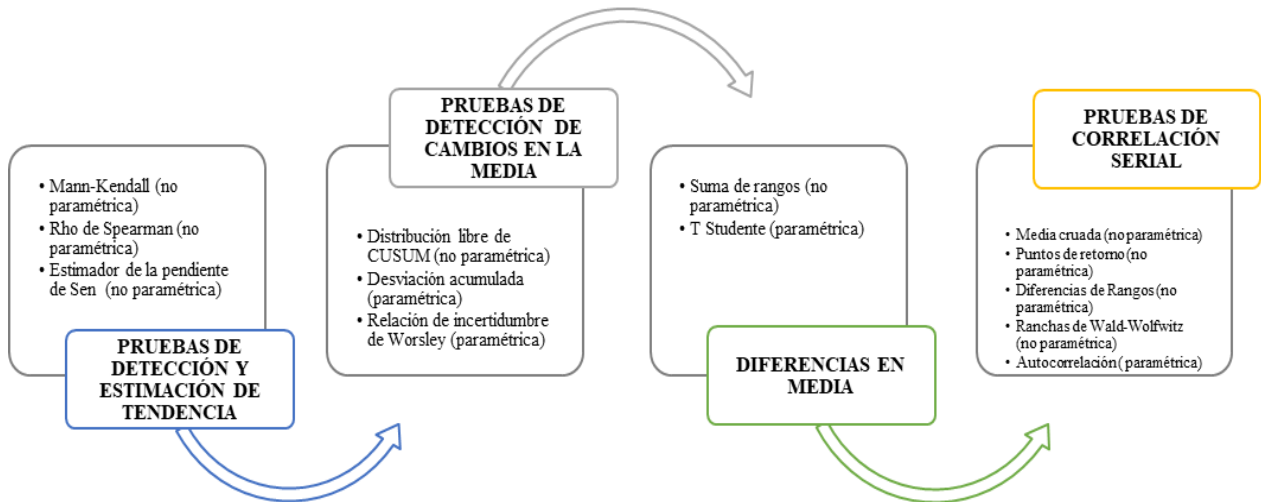 • Mann-Kendall (no
paramétrica)
• Rho de Spearman (no
paramétrica)
• Estimador de la pendiente
de Sen (no paramétrica)
PRUEBAS DE
DETECCIÓN Y
ESTIMACIÓN DE
TENDENCIA
PRUEBAS DE
DETECCIÓN DE
CAMBIOS EN LA
MEDIA
• Distribución libre de
CUSUM (no paramétrica)
• Desviación acumulada
(paramétrica)
• Relación de incertidumbre
de Worsley (paramétrica)
• Suma de rangos (no
paramétrica)
• T Studente (paramétrica)
DIFERENCIAS EN
MEDIA
PRUEBAS DE
CORRELACIÓN
SERIAL
• Media cruada (no paramétrica)
• Puntos de retorno (no
paramétrica)
• Diferencias de Rangos (no
paramétrica)
• Ranchas de Wald-Wolfwitz
(no paramétrica)
• Autocorrelación( paramétrica)